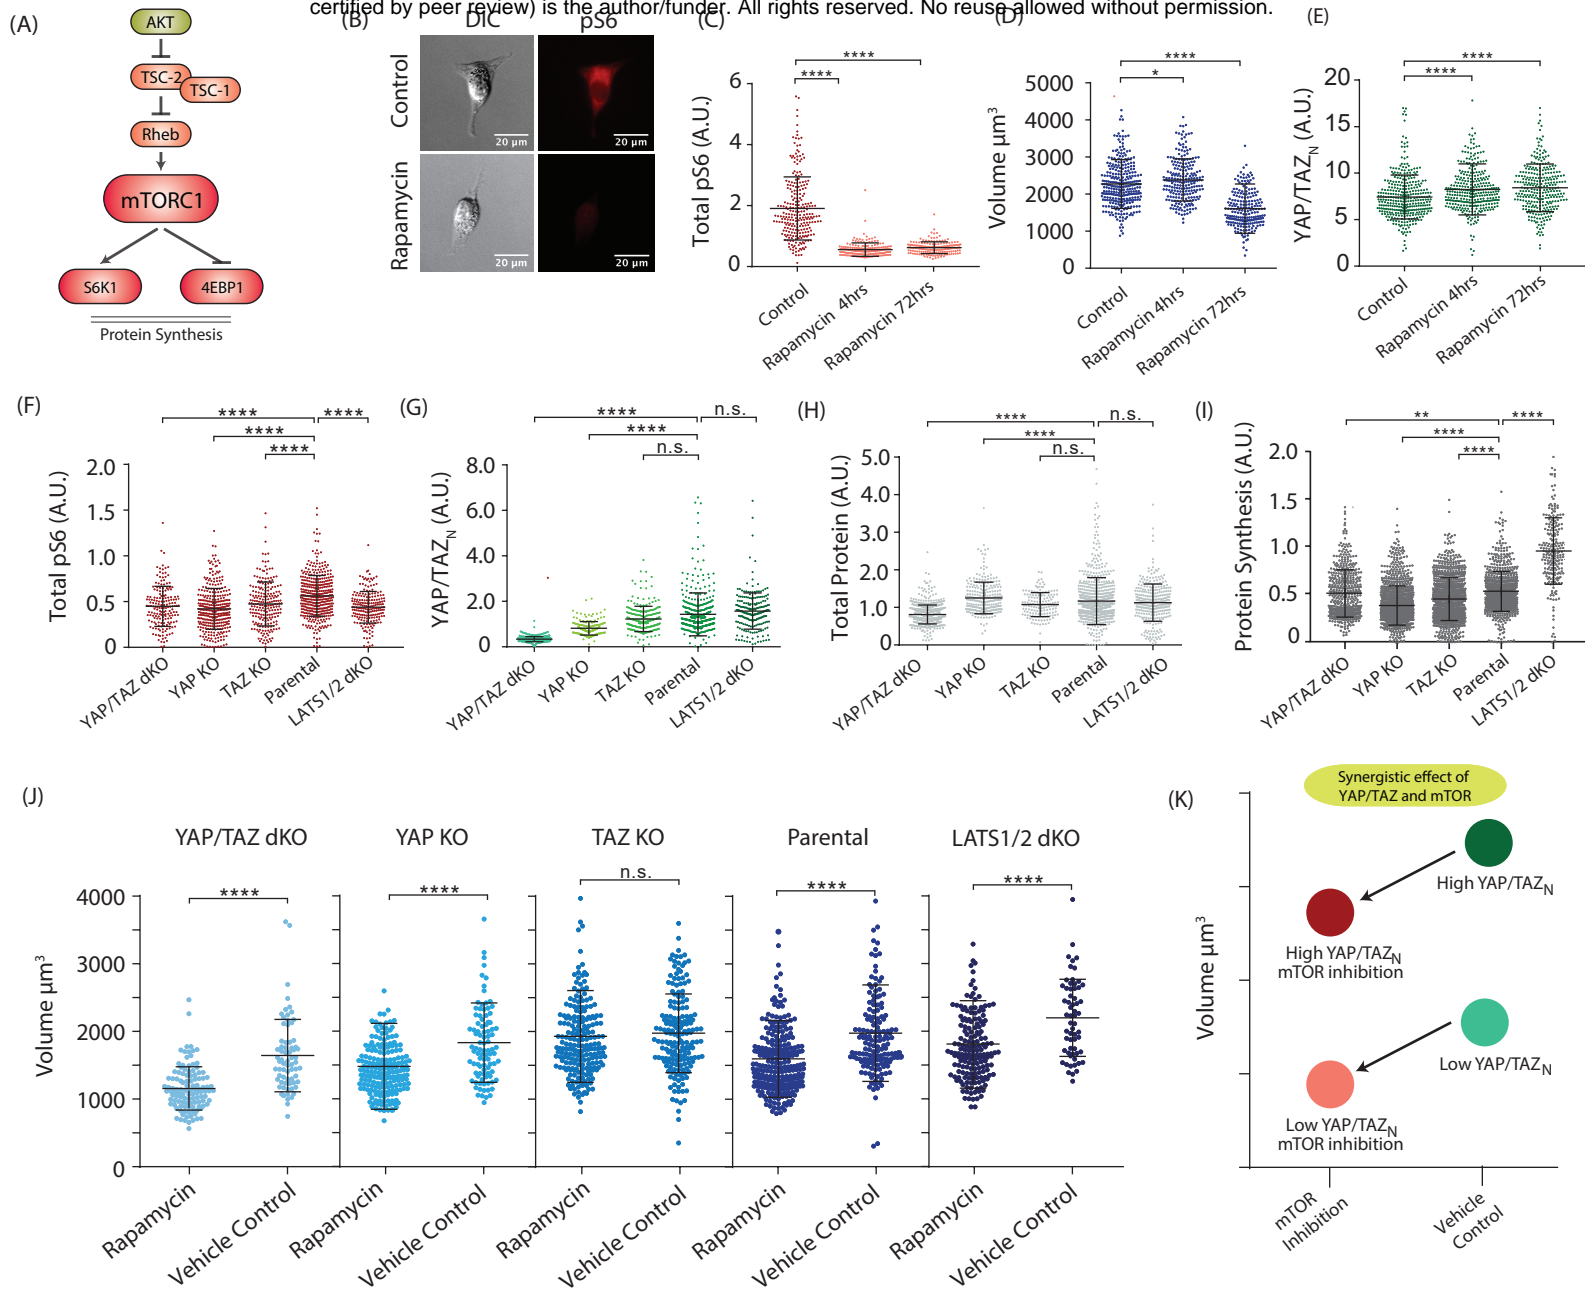 certified by peer review) is the author/funder. All rights reserved. No reuse allowed without permission.
(A)
AKT
TSC-2
TSC-1
Rheb
mTORC1
S6K1
4EBP1
Protein Synthesis
(B)
DIC
pS6
Control
20 µm
20 µm
Rapamycin
20 µm
20 µm
(C)
****
****
Total pS6 (A.U.)
6
4
2
0
Control
Rapamycin 4hrs
Rapamycin 72hrs
(D)
****
*
Volume µm³
5000
4000
3000
2000
1000
0
Control
Rapamycin 4hrs
Rapamycin 72hrs
(E)
****
****
YAP/TAZN (A.U.)
20
15
10
5
0
Control
Rapamycin 4hrs
Rapamycin 72hrs
(F)
****
****
****
****
Total pS6 (A.U.)
2.0
1.5
1.0
0.5
0
YAP/TAZ dKO
YAP KO
TAZ KO
Parental
LATS1/2 dKO
(G)
****
n.s.
****
n.s.
YAP/TAZN (A.U.)
8.0
6.0
4.0
2.0
0
YAP/TAZ dKO
YAP KO
TAZ KO
Parental
LATS1/2 dKO
(H)
****
n.s.
****
n.s.
Total Protein (A.U.)
5.0
4.0
3.0
2.0
1.0
0
YAP/TAZ dKO
YAP KO
TAZ KO
Parental
LATS1/2 dKO
(I)
**
****
****
****
Protein Synthesis (A.U.)
2.0
1.5
1.0
0.5
0
YAP/TAZ dKO
YAP KO
TAZ KO
Parental
LATS1/2 dKO
(J)
YAP/TAZ dKO
YAP KO
TAZ KO
Parental
LATS1/2 dKO
****
****
n.s.
****
****
Volume µm³
4000
3000
2000
1000
0
Rapamycin
Vehicle Control
Rapamycin
Vehicle Control
Rapamycin
Vehicle Control
Rapamycin
Vehicle Control
Rapamycin
Vehicle Control
(K)
Synergistic effect of
YAP/TAZ and mTOR
Volume µm³
High YAP/TAZN
High YAP/TAZN
mTOR inhibition
Low YAP/TAZN
Low YAP/TAZN
mTOR inhibition
mTOR
Inhibition
Vehicle
Control